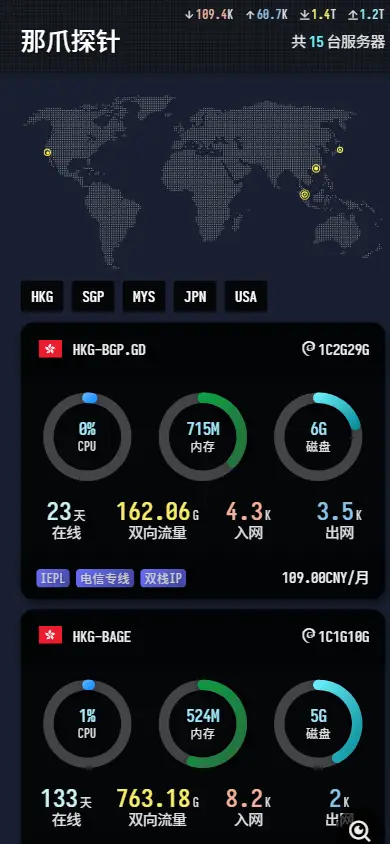 109.4K 60.7K 1.4T 1.2T
那爪探针
共 15 台服务器
HKG SGP MYS JPN USA
HKG-BGP.GD 1C2G29G
0% 715M 6G
CPU 内存 磁盘
23天 162.06G 4.3K 3.5K
在线 双向流量 入网 出网
IEPL 电信专线 双栈IP 109.00CNY/月
HKG-BAGE 1C1G10G
1% 524M 5G
CPU 内存 磁盘
133天 763.18G 8.2K 2K
在线 双向流量 入网 出网